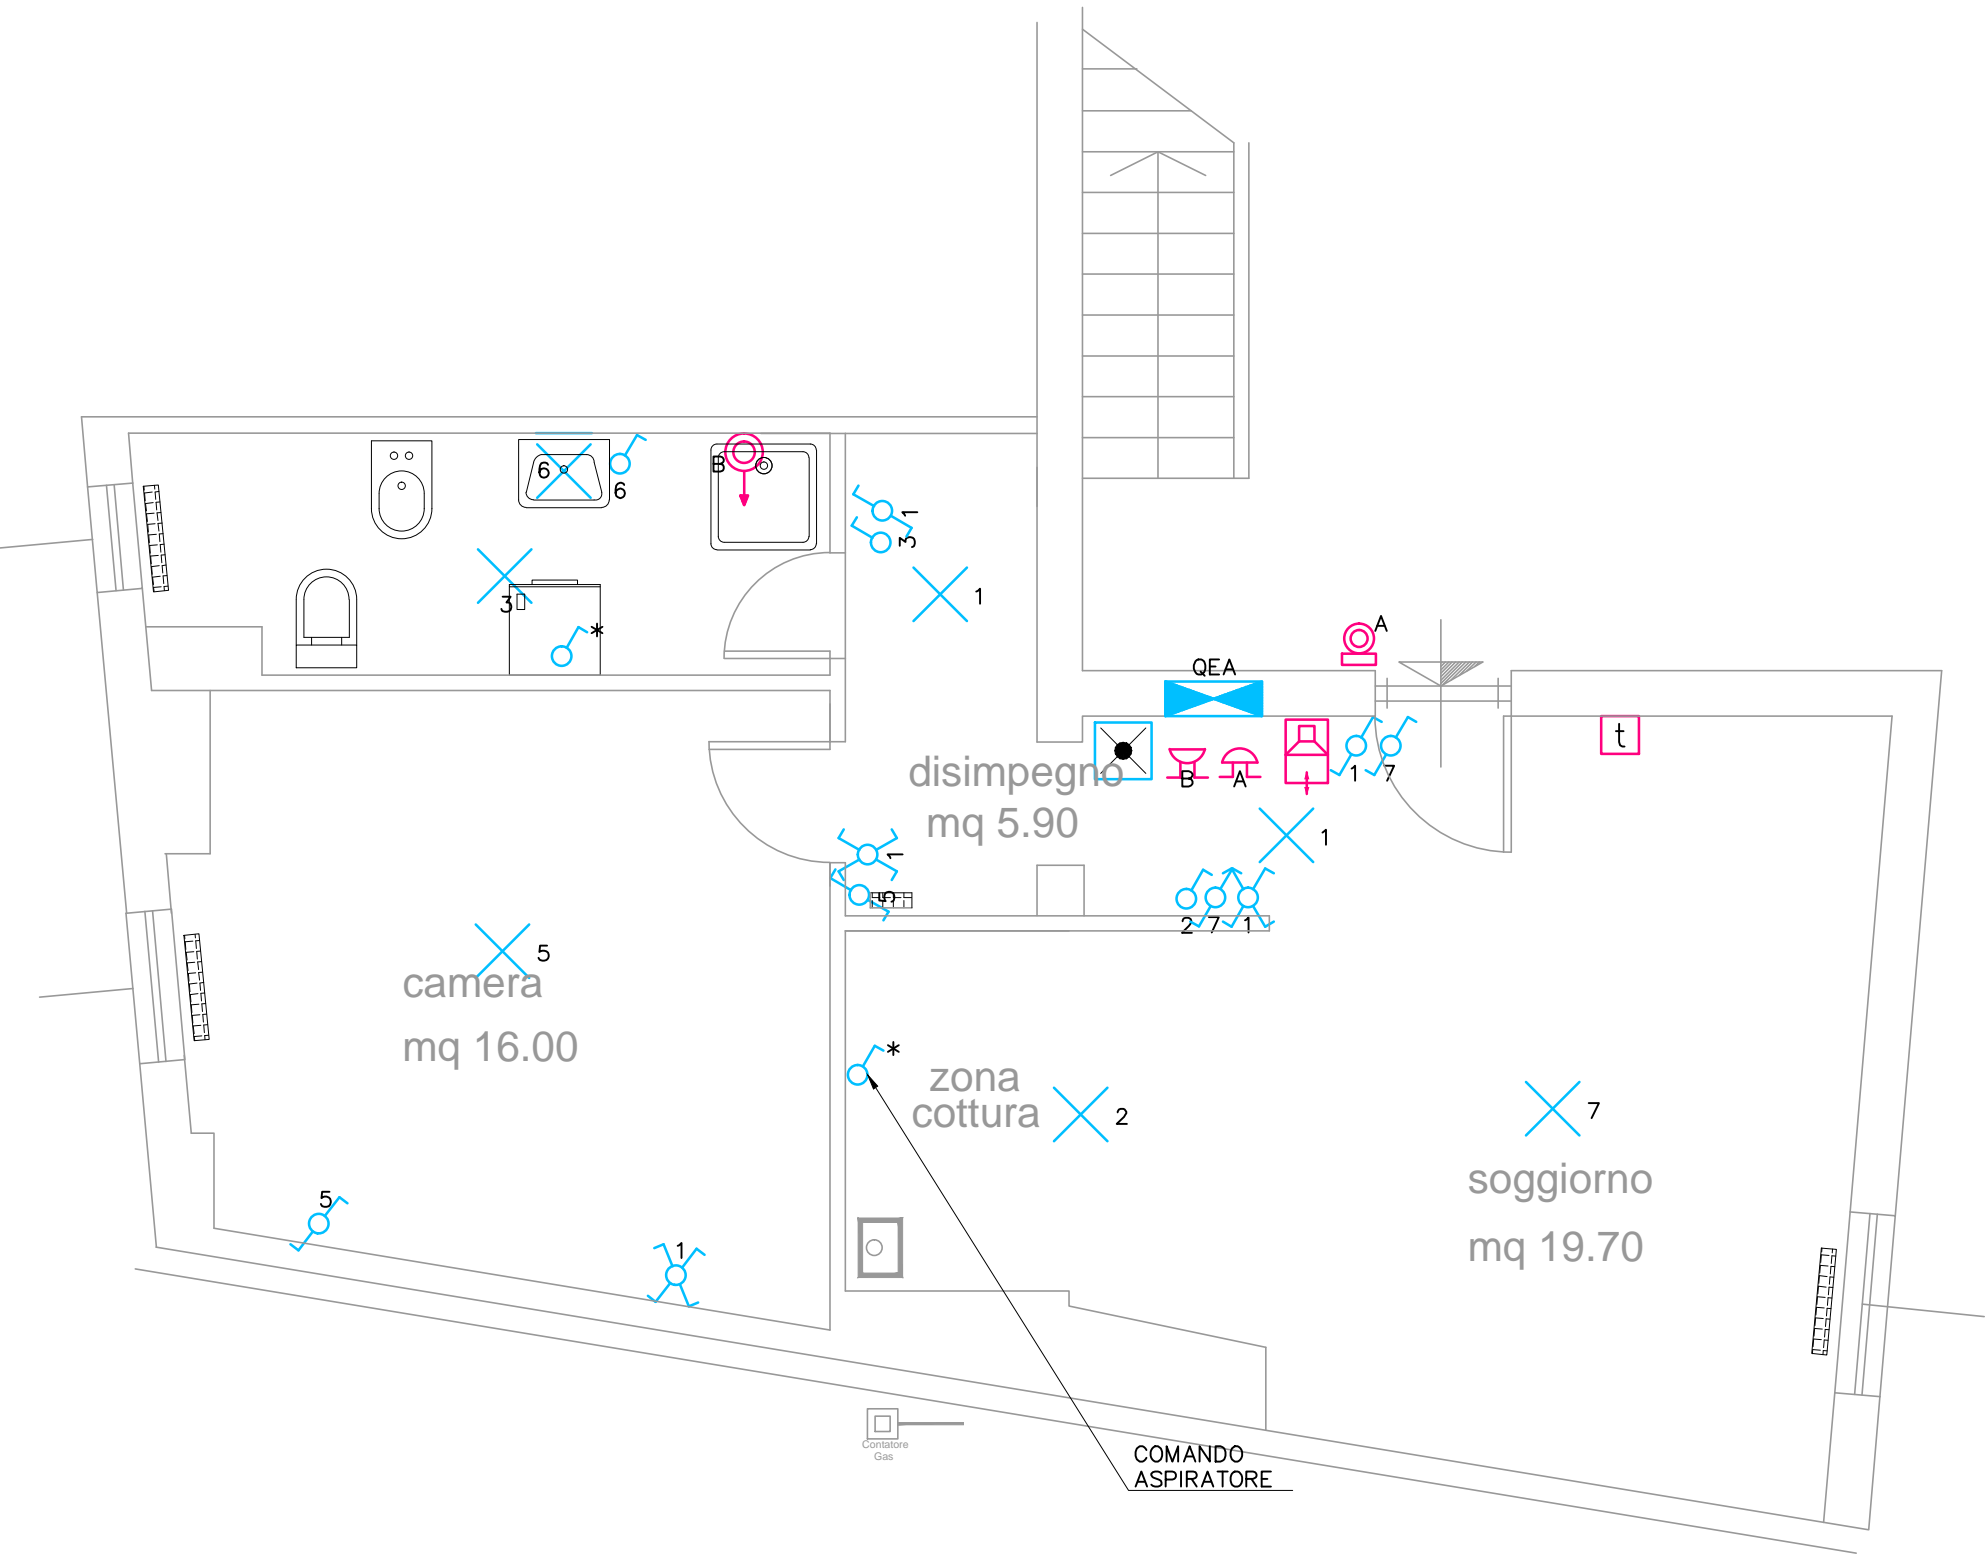 6
6
B
1
3
3
*
1
A
QEA
t
disimpegno
mq 5.90
B
A
1
7
1
1
5
2
7
1
5
camera
mq 16.00
*
zona
cottura
2
7
soggiorno
mq 19.70
5
1
Contatore
Gas
COMANDO
ASPIRATORE